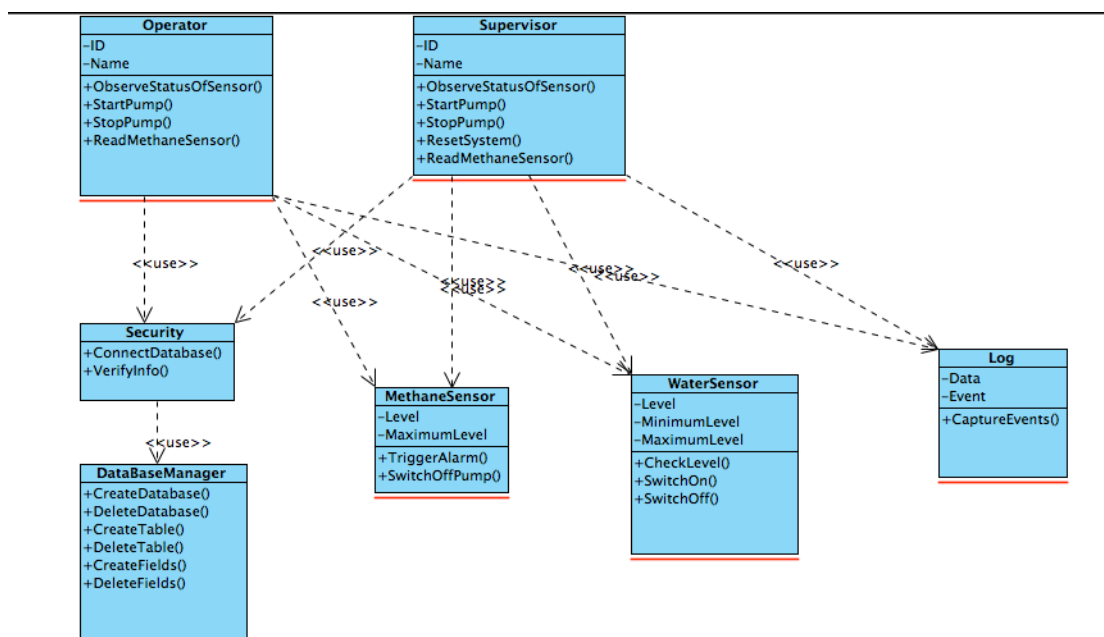 Operator
-ID
-Name
+ObserveStatusOfSensor()
+StartPump()
+StopPump()
+ReadMethaneSensor()
Supervisor
-ID
-Name
+ObserveStatusOfSensor()
+StartPump()
+StopPump()
+ResetSystem()
+ReadMethaneSensor()
<<use>>
<<use>>
<<use>>
<<use>>
<<use>>
<<use>>
<<use>>
<<use>>
Security
+ConnectDatabase()
+VerifyInfo()
<<use>>
DataBaseManager
+CreateDatabase()
+DeleteDatabase()
+CreateTable()
+DeleteTable()
+CreateFields()
+DeleteFields()
MethaneSensor
-Level
-MaximumLevel
+TriggerAlarm()
+SwitchOffPump()
WaterSensor
-Level
-MinimumLevel
-MaximumLevel
+CheckLevel()
+SwitchOn()
+SwitchOff()
Log
-Data
-Event
+CaptureEvents()